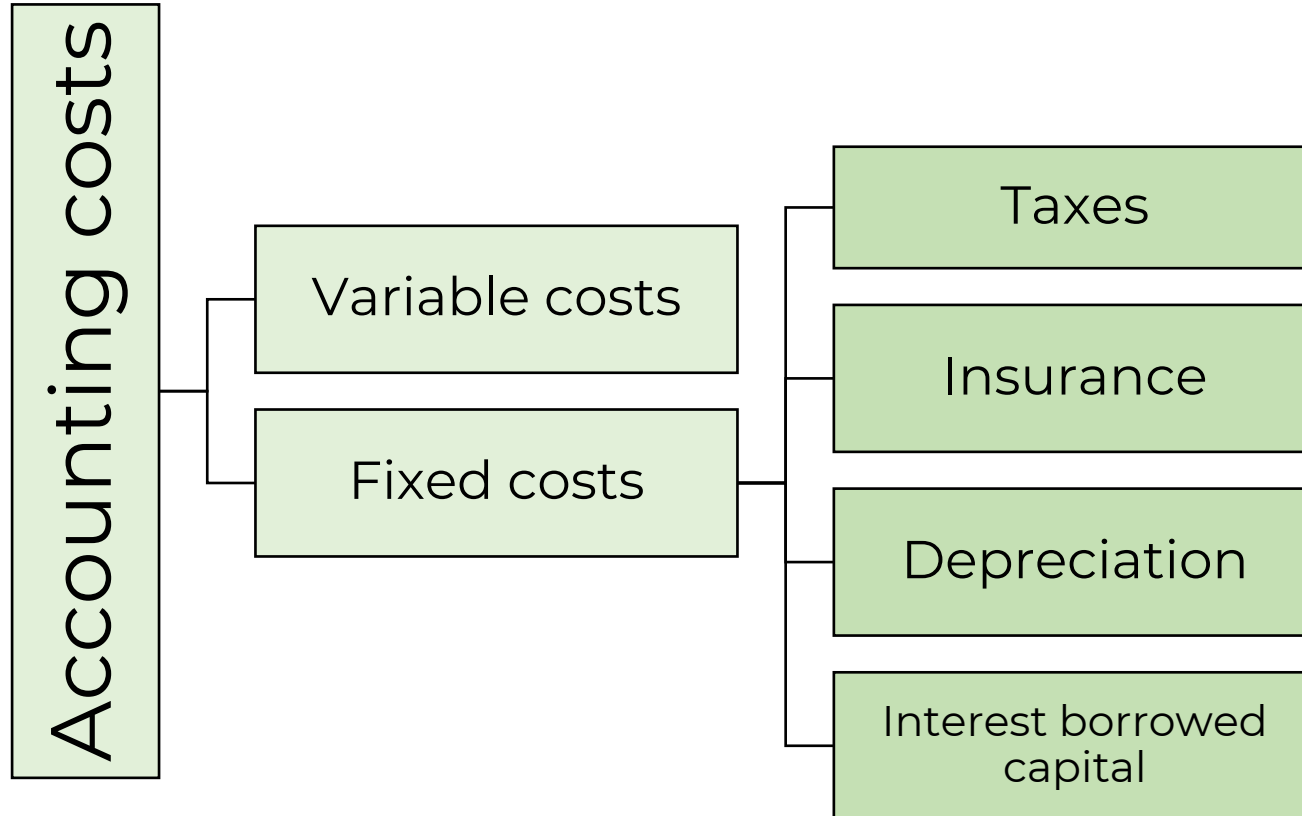 Accounting costs
Variable costs
Fixed costs
Taxes
Insurance
Depreciation
Interest borrowed
capital